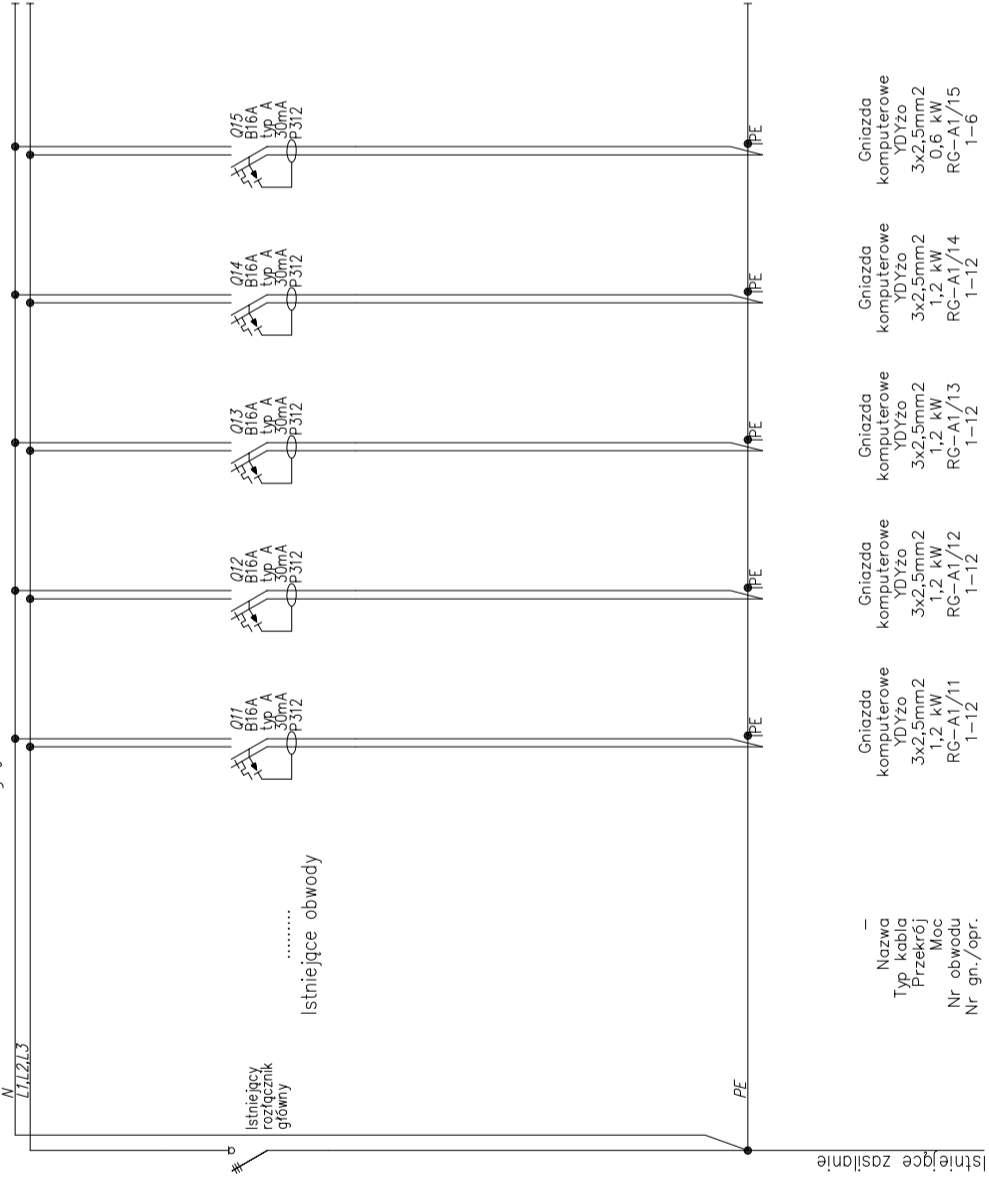 N
L1,L2,L3
Istniejący
rozłącznik
główny
.........
Istniejące obwody
Q11
B16A
typ A
30mA
P312
Q12
B16A
typ A
30mA
P312
Q13
B16A
typ A
30mA
P312
Q14
B16A
typ A
30mA
P312
Q15
B16A
typ A
30mA
P312
PE
PE
PE
PE
PE
PE
Istniejące zasilanie
–
Nazwa
Typ kabla
Przekrój
Moc
Nr obwodu
Nr gn./opr.
Gniazda
komputerowe
YDYżo
3x2,5mm2
1,2 kW
RG–A1/11
1–12
Gniazda
komputerowe
YDYżo
3x2,5mm2
1,2 kW
RG–A1/12
1–12
Gniazda
komputerowe
YDYżo
3x2,5mm2
1,2 kW
RG–A1/13
1–12
Gniazda
komputerowe
YDYżo
3x2,5mm2
1,2 kW
RG–A1/14
1–12
Gniazda
komputerowe
YDYżo
3x2,5mm2
0,6 kW
RG–A1/15
1–6